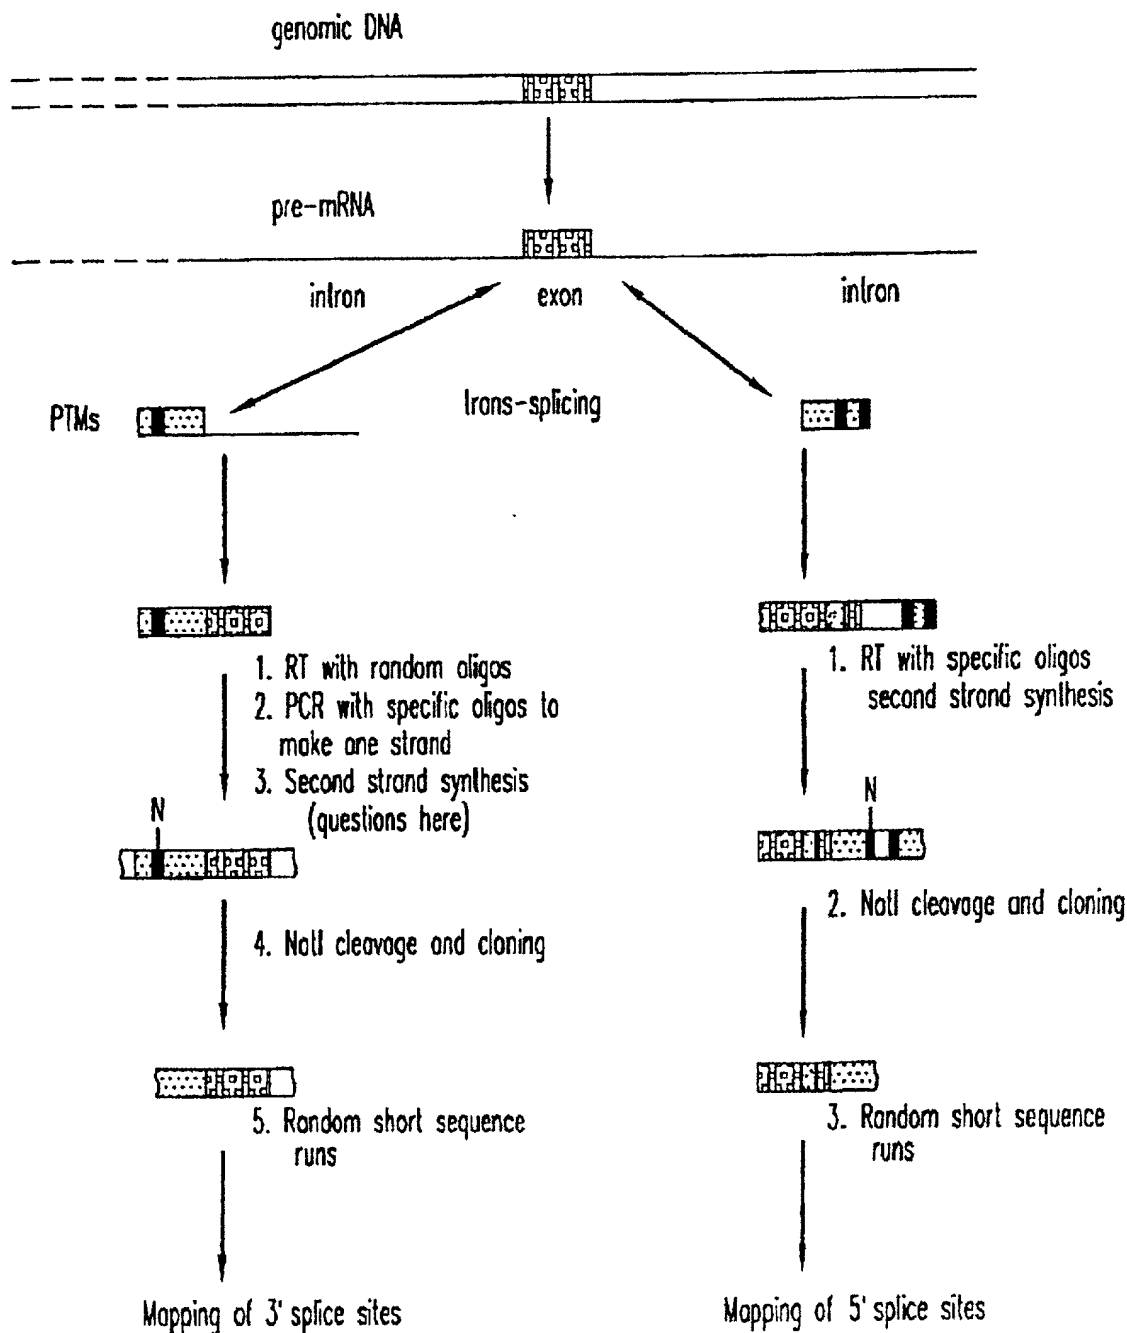 genomic DNA
pre-mRNA
intron
exon
intron
PTMs
Trans-splicing
1. RT with random oligos
2. PCR with specific oligos to
make one strand
3. Second strand synthesis
(questions here)
N
4. NotI cleavage and cloning
5. Random short sequence
runs
Mapping of 3' splice sites
1. RT with specific oligos
second strand synthesis
N
2. NotI cleavage and cloning
3. Random short sequence
runs
Mapping of 5' splice sites